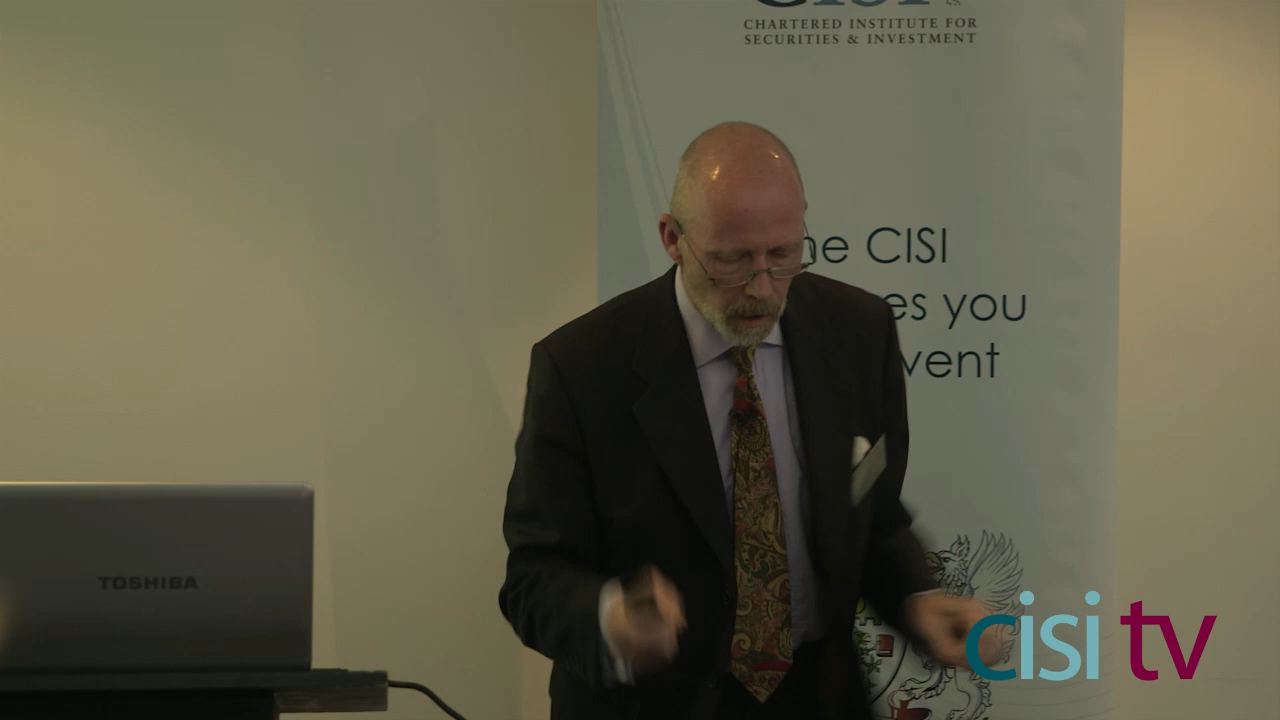 CHARTERED INSTITUTE FOR
SECURITIES & INVESTMENT
he CISI
es you
vent
TOSHIBA
cisi tv